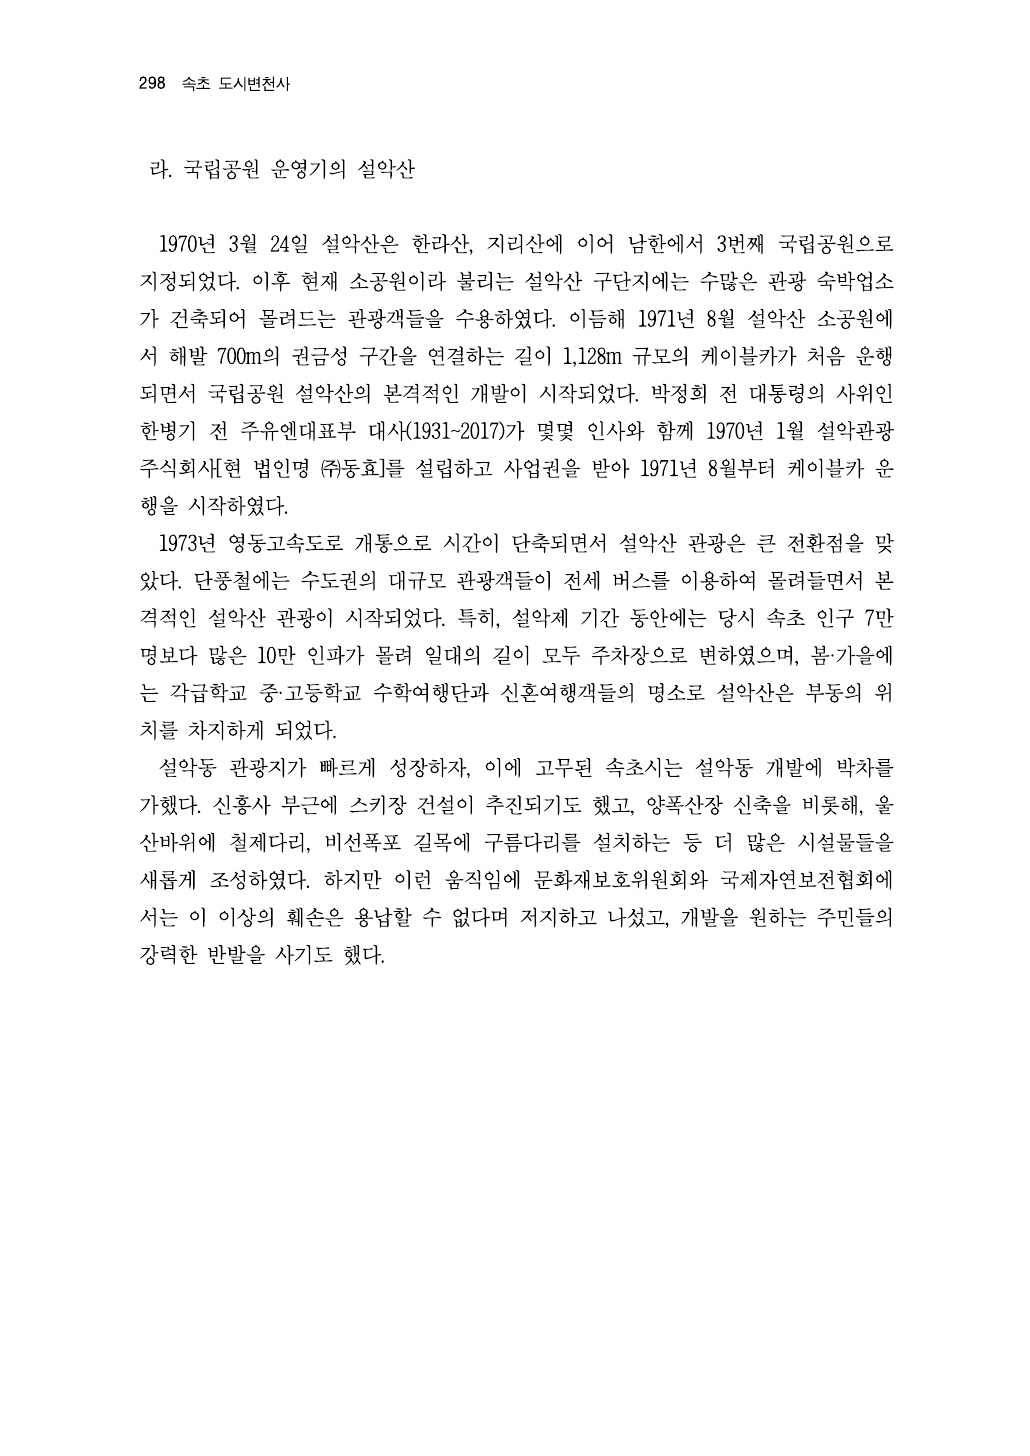 298 속초 도시변천사
라. 국립공원 운영기의 설악산
1970년 3월 24일 설악산은 한라산, 지리산에 이어 남한에서 3번째 국립공원으로
지정되었다. 이후 현재 소공원이라 불리는 설악산 구단지에는 수많은 관광 숙박업소
가 건축되어 몰려드는 관광객들을 수용하였다. 이듬해 1971년 8월 설악산 소공원에
서 해발 700m의 권금성 구간을 연결하는 길이 1,128m 규모의 케이블카가 처음 운행
되면서 국립공원 설악산의 본격적인 개발이 시작되었다. 박정희 전 대통령의 사위인
한병기 전 주유엔대표부 대사(1931~2017)가 몇몇 인사와 함께 1970년 1월 설악관광
주식회사[현 법인명 ㈜동효]를 설립하고 사업권을 받아 1971년 8월부터 케이블카 운
행을 시작하였다.
1973년 영동고속도로 개통으로 시간이 단축되면서 설악산 관광은 큰 전환점을 맞
았다. 단풍철에는 수도권의 대규모 관광객들이 전세 버스를 이용하여 몰려들면서 본
격적인 설악산 관광이 시작되었다. 특히, 설악제 기간 동안에는 당시 속초 인구 7만
명보다 많은 10만 인파가 몰려 일대의 길이 모두 주차장으로 변하였으며, 봄·가을에
는 각급학교 중·고등학교 수학여행단과 신혼여행객들의 명소로 설악산은 부동의 위
치를 차지하게 되었다.
설악동 관광지가 빠르게 성장하자, 이에 고무된 속초시는 설악동 개발에 박차를
가했다. 신흥사 부근에 스키장 건설이 추진되기도 했고, 양폭산장 신축을 비롯해, 울
산바위에 철제다리, 비선폭포 길목에 구름다리를 설치하는 등 더 많은 시설물들을
새롭게 조성하였다. 하지만 이런 움직임에 문화재보호위원회와 국제자연보전협회에
서는 이 이상의 훼손은 용납할 수 없다며 저지하고 나섰고, 개발을 원하는 주민들의
강력한 반발을 사기도 했다.